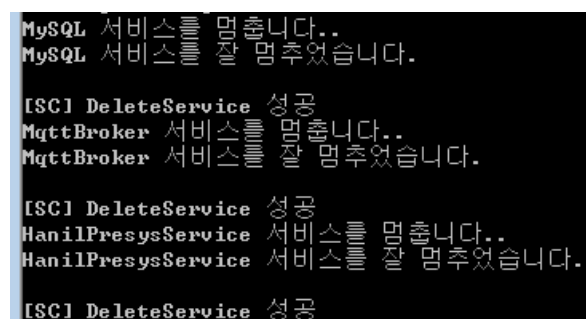 MySQL 서비스를 멈춥니다..
MySQL 서비스를 잘 멈추었습니다.
[SC] DeleteService 성공
MqttBroker 서비스를 멈춥니다..
MqttBroker 서비스를 잘 멈추었습니다.
[SC] DeleteService 성공
HanilPresysService 서비스를 멈춥니다..
HanilPresysService 서비스를 잘 멈추었습니다.
[SC] DeleteService 성공